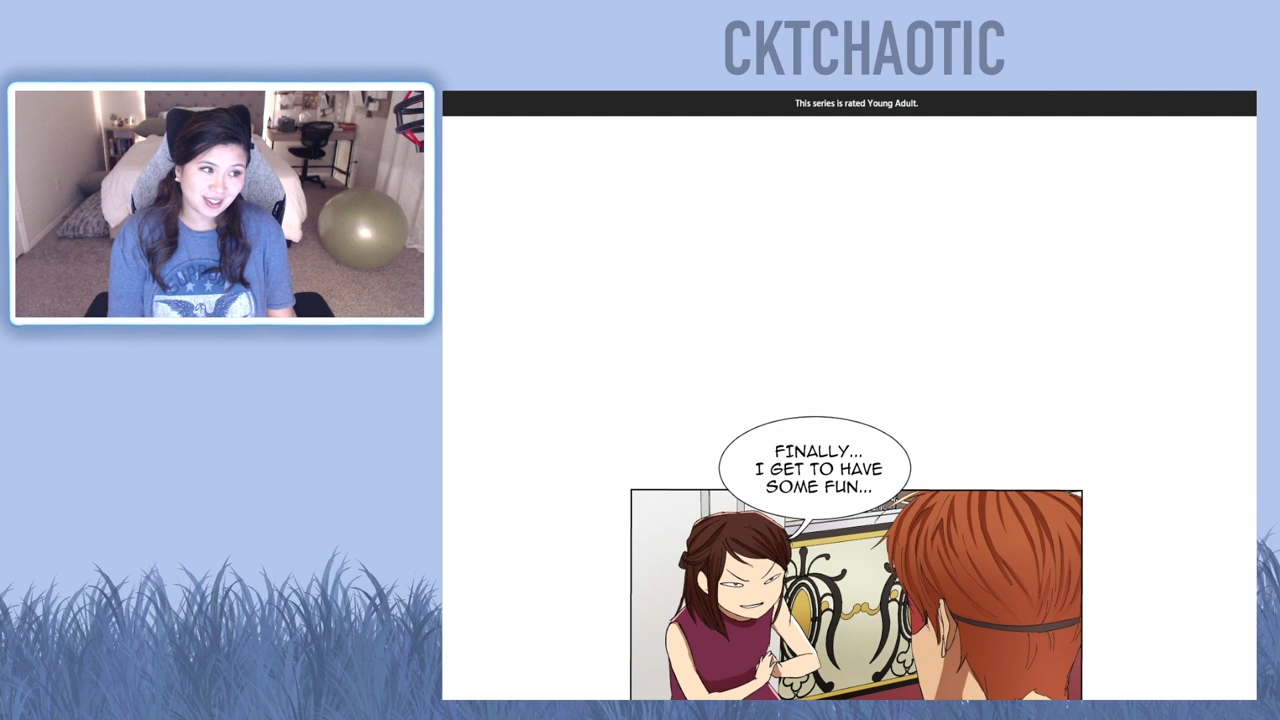 CKTCHAOTIC
This series is rated Young Adult.
FINALLY...
I GET TO HAVE
SOME FUN...